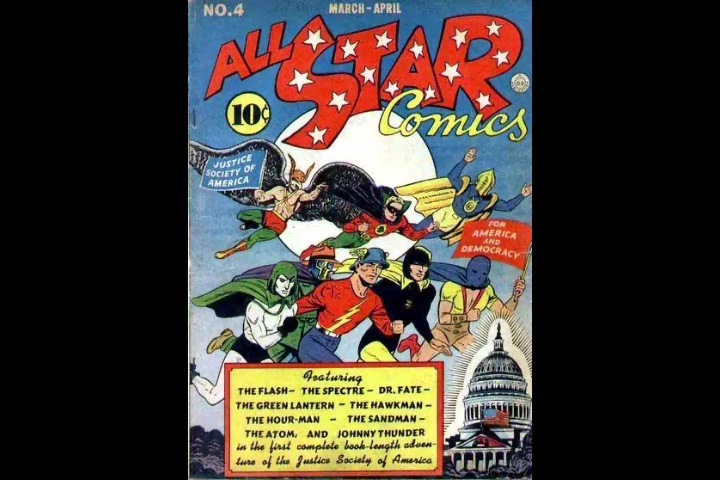 NO.4
MARCH-APRIL
ALL STAR
Comics
10¢
JUSTICE
SOCIETY OF
AMERICA
FOR
AMERICA
AND
DEMOCRACY
Featuring
THE FLASH — THE SPECTRE — DR. FATE —
THE GREEN LANTERN — THE HAWKMAN —
THE HOUR-MAN — THE SANDMAN —
THE ATOM, AND JOHNNY THUNDER
in the first complete book-length adven-
ture of the Justice Society of America